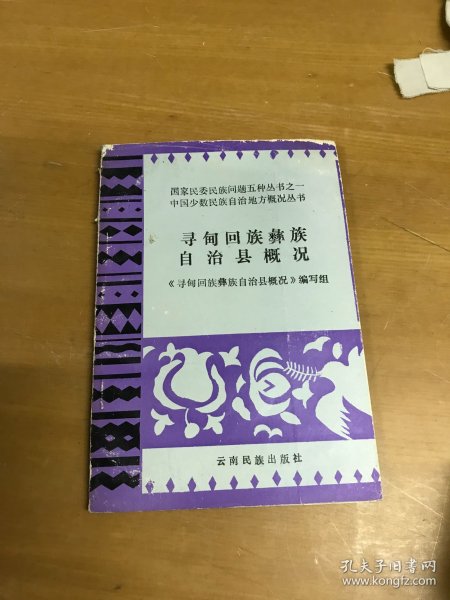 国家民委民族问题五种丛书之一
中国少数民族自治地方概况丛书
寻甸回族彝族
自治县概况
《寻甸回族彝族自治县概况》编写组
云南民族出版社
孔夫子旧书网
www.kongfz.com